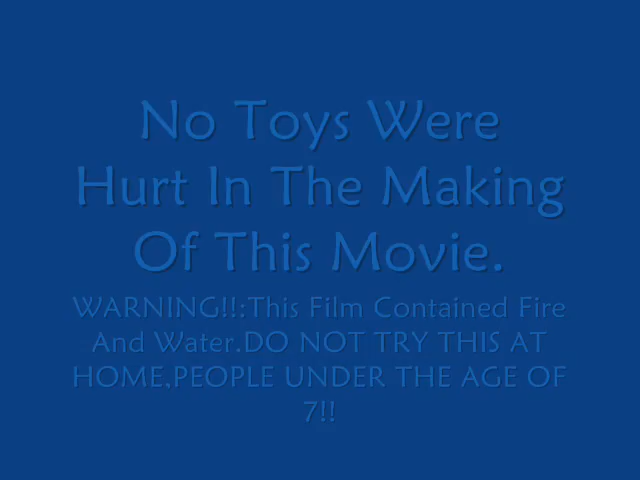 No Toys Were
Hurt In The Making
Of This Movie.
WARNING!!:This Film Contained Fire
And Water.DO NOT TRY THIS AT
HOME,PEOPLE UNDER THE AGE OF
7!!